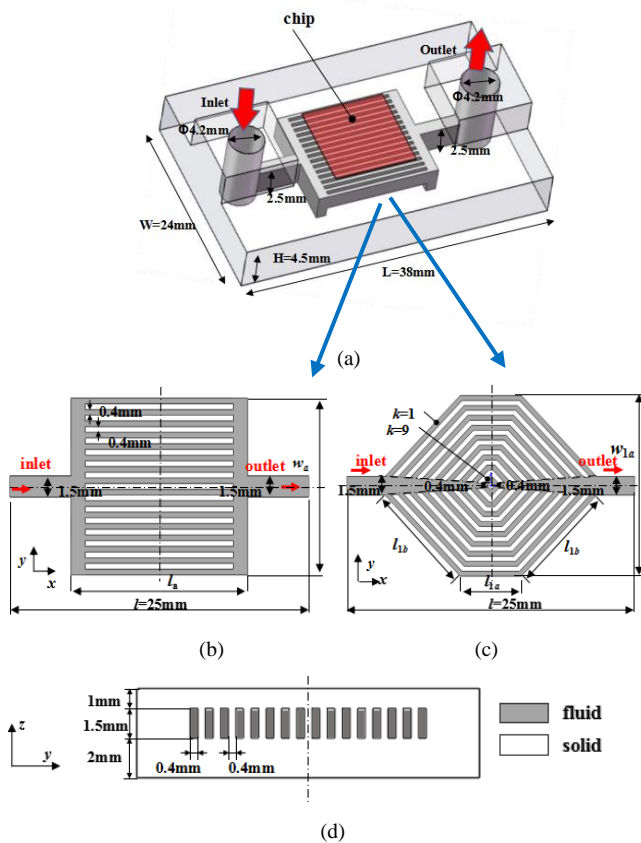 chip
Outlet
Inlet
Φ4.2mm
Φ4.2mm
2.5mm
2.5mm
W=24mm
H=4.5mm
L=38mm
(a)
0.4mm
0.4mm
inlet
outlet
wa
1.5mm
1.5mm
y
x
la
l=25mm
(b)
k=1
k=9
inlet
outlet
w1a
1.5mm
0.4mm
0.4mm
1.5mm
l1b
l1b
y
x
l1a
l=25mm
(c)
1mm
1.5mm
2mm
z
y
0.4mm
0.4mm
fluid
solid
(d)